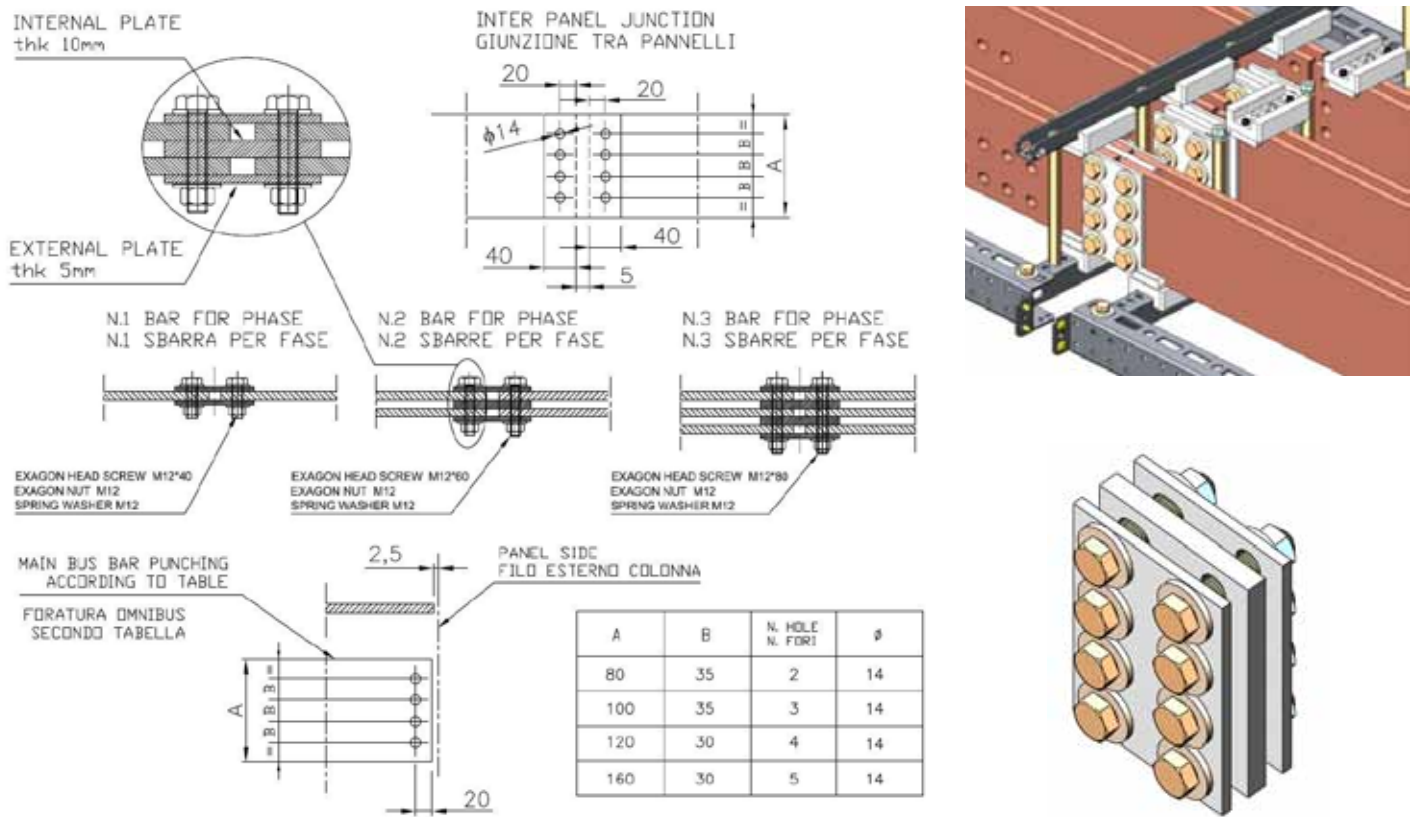 INTERNAL PLATE
thk 10mm
EXTERNAL PLATE
thk 5mm
INTER PANEL JUNCTION
GIUNZIONE TRA PANNELLI
20
20
ϕ14
=
B
B
B
=
A
40
40
5
N.1 BAR FOR PHASE
N.1 SBARRA PER FASE
N.2 BAR FOR PHASE
N.2 SBARRE PER FASE
N.3 BAR FOR PHASE
N.3 SBARRE PER FASE
EXAGON HEAD SCREW M12*40
EXAGON NUT M12
SPRING WASHER M12
EXAGON HEAD SCREW M12*60
EXAGON NUT M12
SPRING WASHER M12
EXAGON HEAD SCREW M12*80
EXAGON NUT M12
SPRING WASHER M12
MAIN BUS BAR PUNCHING
ACCORDING TO TABLE
FORATURA OMNIBUS
SECONDO TABELLA
2,5
PANEL SIDE
FILO ESTERNO COLONNA
=
B
B
B
=
A
20
A B N. HOLE ϕ
N. FORI
80 35 2 14
100 35 3 14
120 30 4 14
160 30 5 14